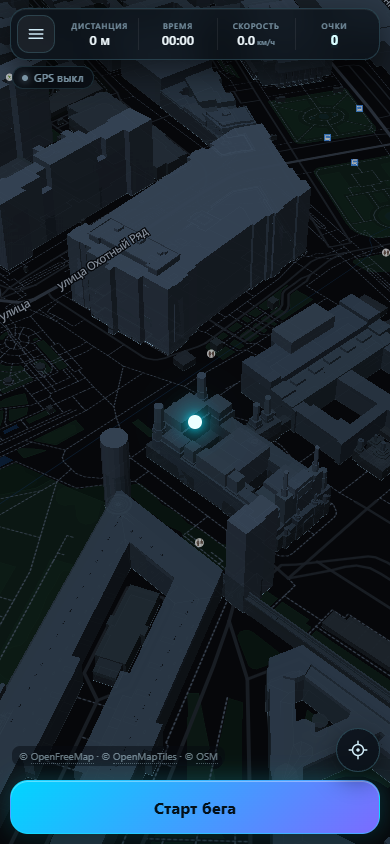 ДИСТАНЦИЯ ВРЕМЯ СКОРОСТЬ ОЧКИ
0 м 00:00 0.0 км/ч 0
GPS выкл
улица Охотный Ряд
улица
© OpenFreeMap · © OpenMapTiles · © OSM
Старт бега